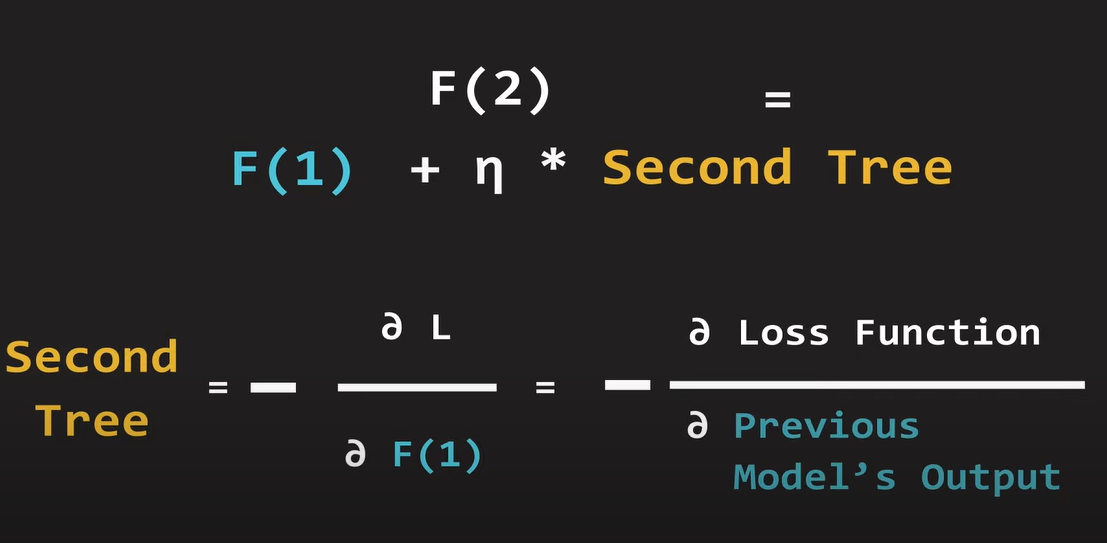 F(2) =
F(1) + η * Second Tree
∂ L ∂ Loss Function
Second
Tree = − = −
∂ F(1) ∂ Previous
Model’s Output